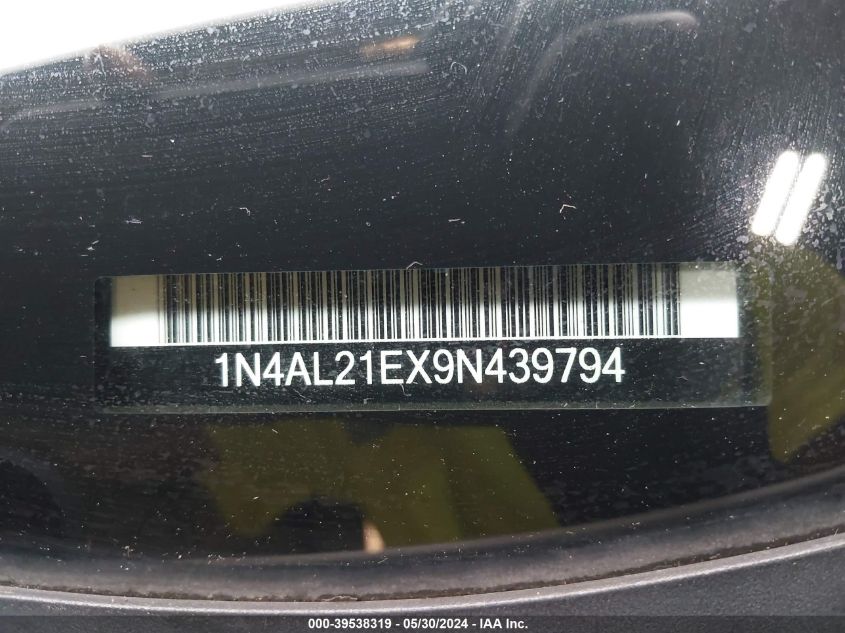 1N4AL21EX9N439794
000-39538319 | 05/30/2024 | IAA, Inc.